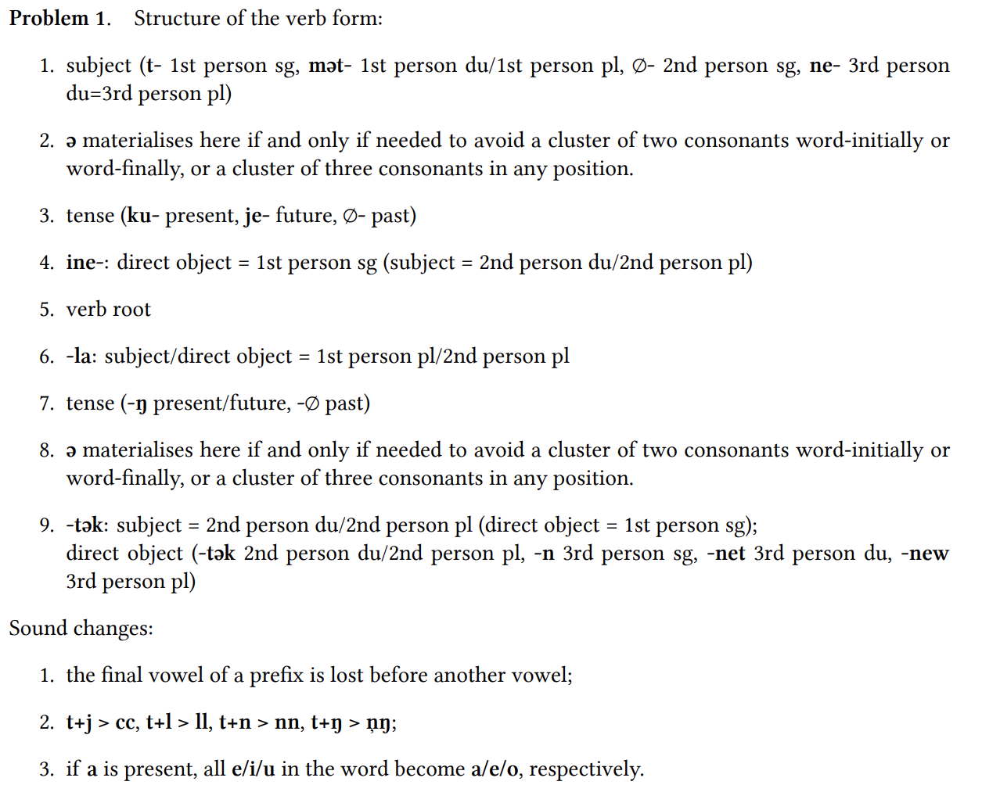 Problem 1. Structure of the verb form:
1. subject (t- 1st person sg, mət- 1st person du/1st person pl, ∅- 2nd person sg, ne- 3rd person
du=3rd person pl)
2. ə materialises here if and only if needed to avoid a cluster of two consonants word-initially or
word-finally, or a cluster of three consonants in any position.
3. tense (ku- present, je- future, ∅- past)
4. ine-: direct object = 1st person sg (subject = 2nd person du/2nd person pl)
5. verb root
6. -la: subject/direct object = 1st person pl/2nd person pl
7. tense (-ŋ present/future, -∅ past)
8. ə materialises here if and only if needed to avoid a cluster of two consonants word-initially or
word-finally, or a cluster of three consonants in any position.
9. -tək: subject = 2nd person du/2nd person pl (direct object = 1st person sg);
direct object (-tək 2nd person du/2nd person pl, -n 3rd person sg, -net 3rd person du, -new
3rd person pl)
Sound changes:
1. the final vowel of a prefix is lost before another vowel;
2. t+j > cc, t+l > ll, t+n > nn, t+ŋ > ṇŋ;
3. if a is present, all e/i/u in the word become a/e/o, respectively.